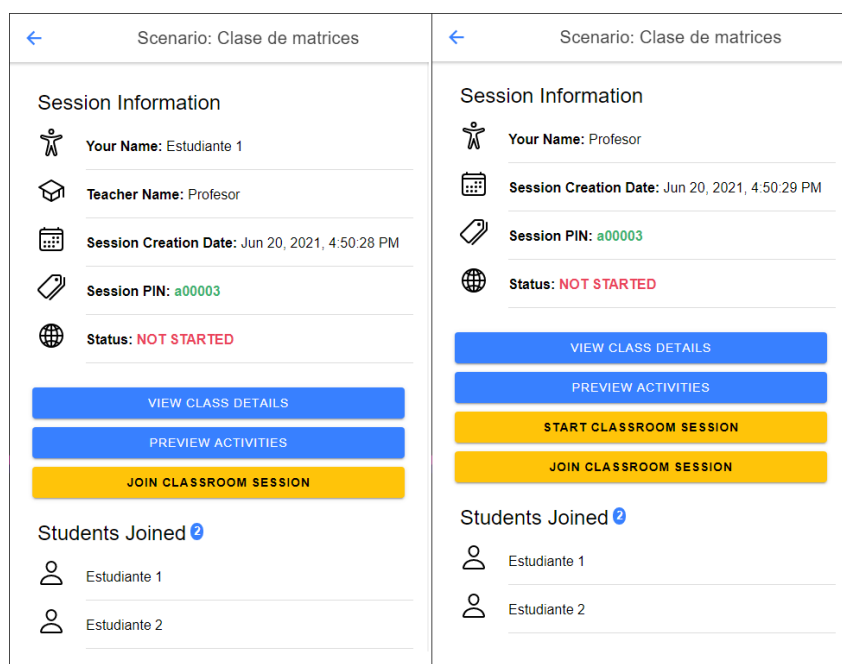 Scenario: Clase de matrices
Session Information
Your Name: Estudiante 1
Teacher Name: Profesor
Session Creation Date: Jun 20, 2021, 4:50:28 PM
Session PIN: a00003
Status: NOT STARTED
VIEW CLASS DETAILS
PREVIEW ACTIVITIES
JOIN CLASSROOM SESSION
Students Joined 2
Estudiante 1
Estudiante 2
Scenario: Clase de matrices
Session Information
Your Name: Profesor
Session Creation Date: Jun 20, 2021, 4:50:29 PM
Session PIN: a00003
Status: NOT STARTED
VIEW CLASS DETAILS
PREVIEW ACTIVITIES
START CLASSROOM SESSION
JOIN CLASSROOM SESSION
Students Joined 2
Estudiante 1
Estudiante 2